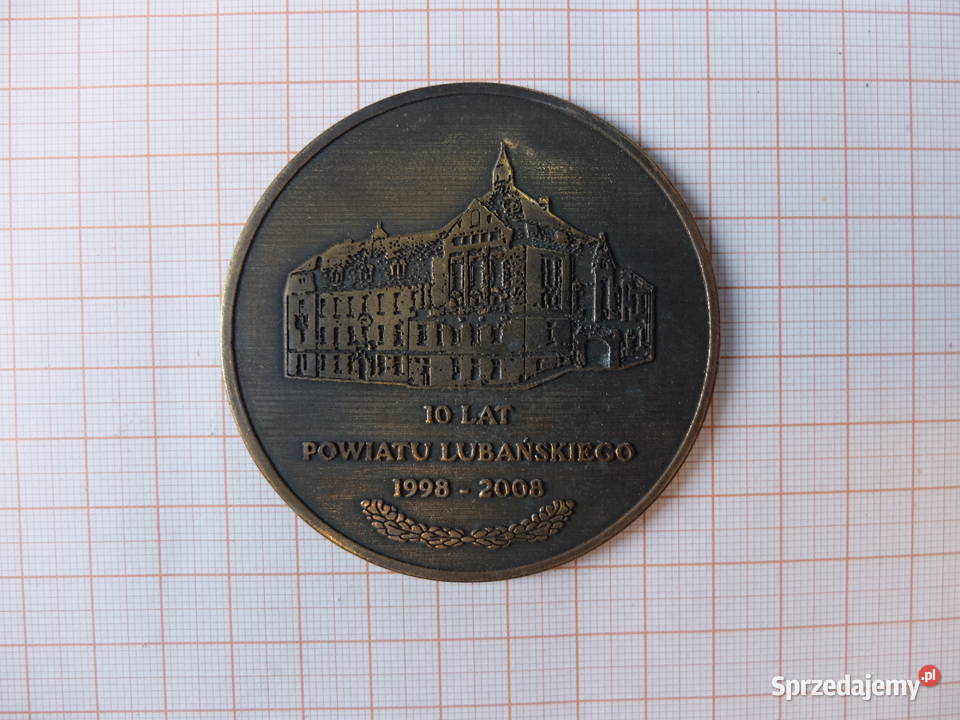 10 LAT
POWIATU LUBAŃSKIEGO
1998 - 2008
Sprzedajemy.pl